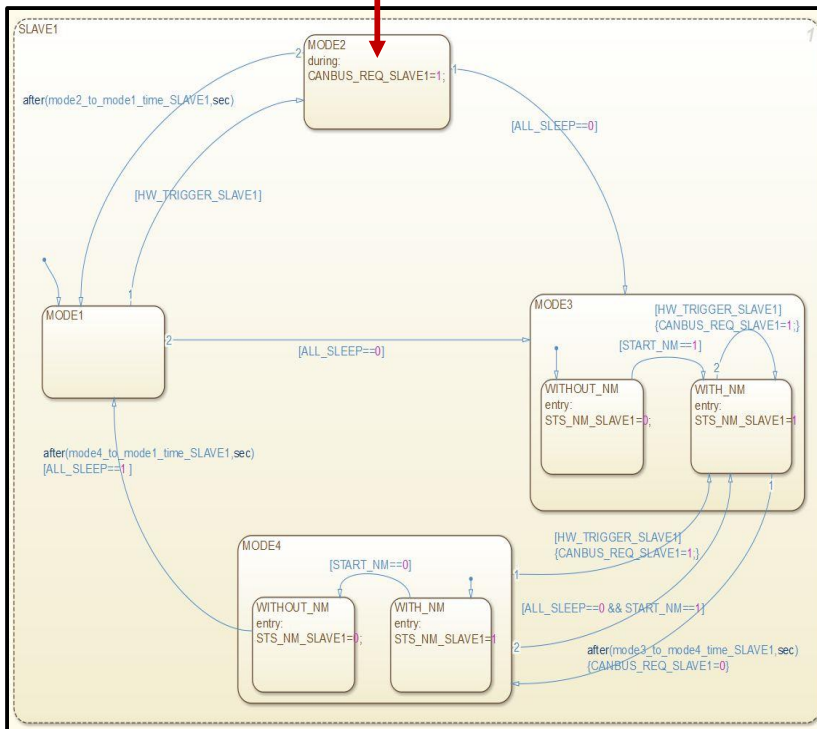 SLAVE1
1
MODE2
during:
CANBUS_REQ_SLAVE1=1;
2
1
after(mode2_to_mode1_time_SLAVE1,sec)
[ALL_SLEEP==0]
[HW_TRIGGER_SLAVE1]
1
MODE1
2
[ALL_SLEEP==0]
MODE3
[HW_TRIGGER_SLAVE1]
{CANBUS_REQ_SLAVE1=1;}
[START_NM==1]
2
WITHOUT_NM
entry:
STS_NM_SLAVE1=0;
WITH_NM
entry:
STS_NM_SLAVE1=1
1
after(mode4_to_mode1_time_SLAVE1,sec)
[ALL_SLEEP==1 ]
MODE4
[START_NM==0]
WITHOUT_NM
entry:
STS_NM_SLAVE1=0;
WITH_NM
entry:
STS_NM_SLAVE1=1
[HW_TRIGGER_SLAVE1]
1 {CANBUS_REQ_SLAVE1=1;}
[ALL_SLEEP==0 && START_NM==1]
2
after(mode3_to_mode4_time_SLAVE1,sec)
{CANBUS_REQ_SLAVE1=0}